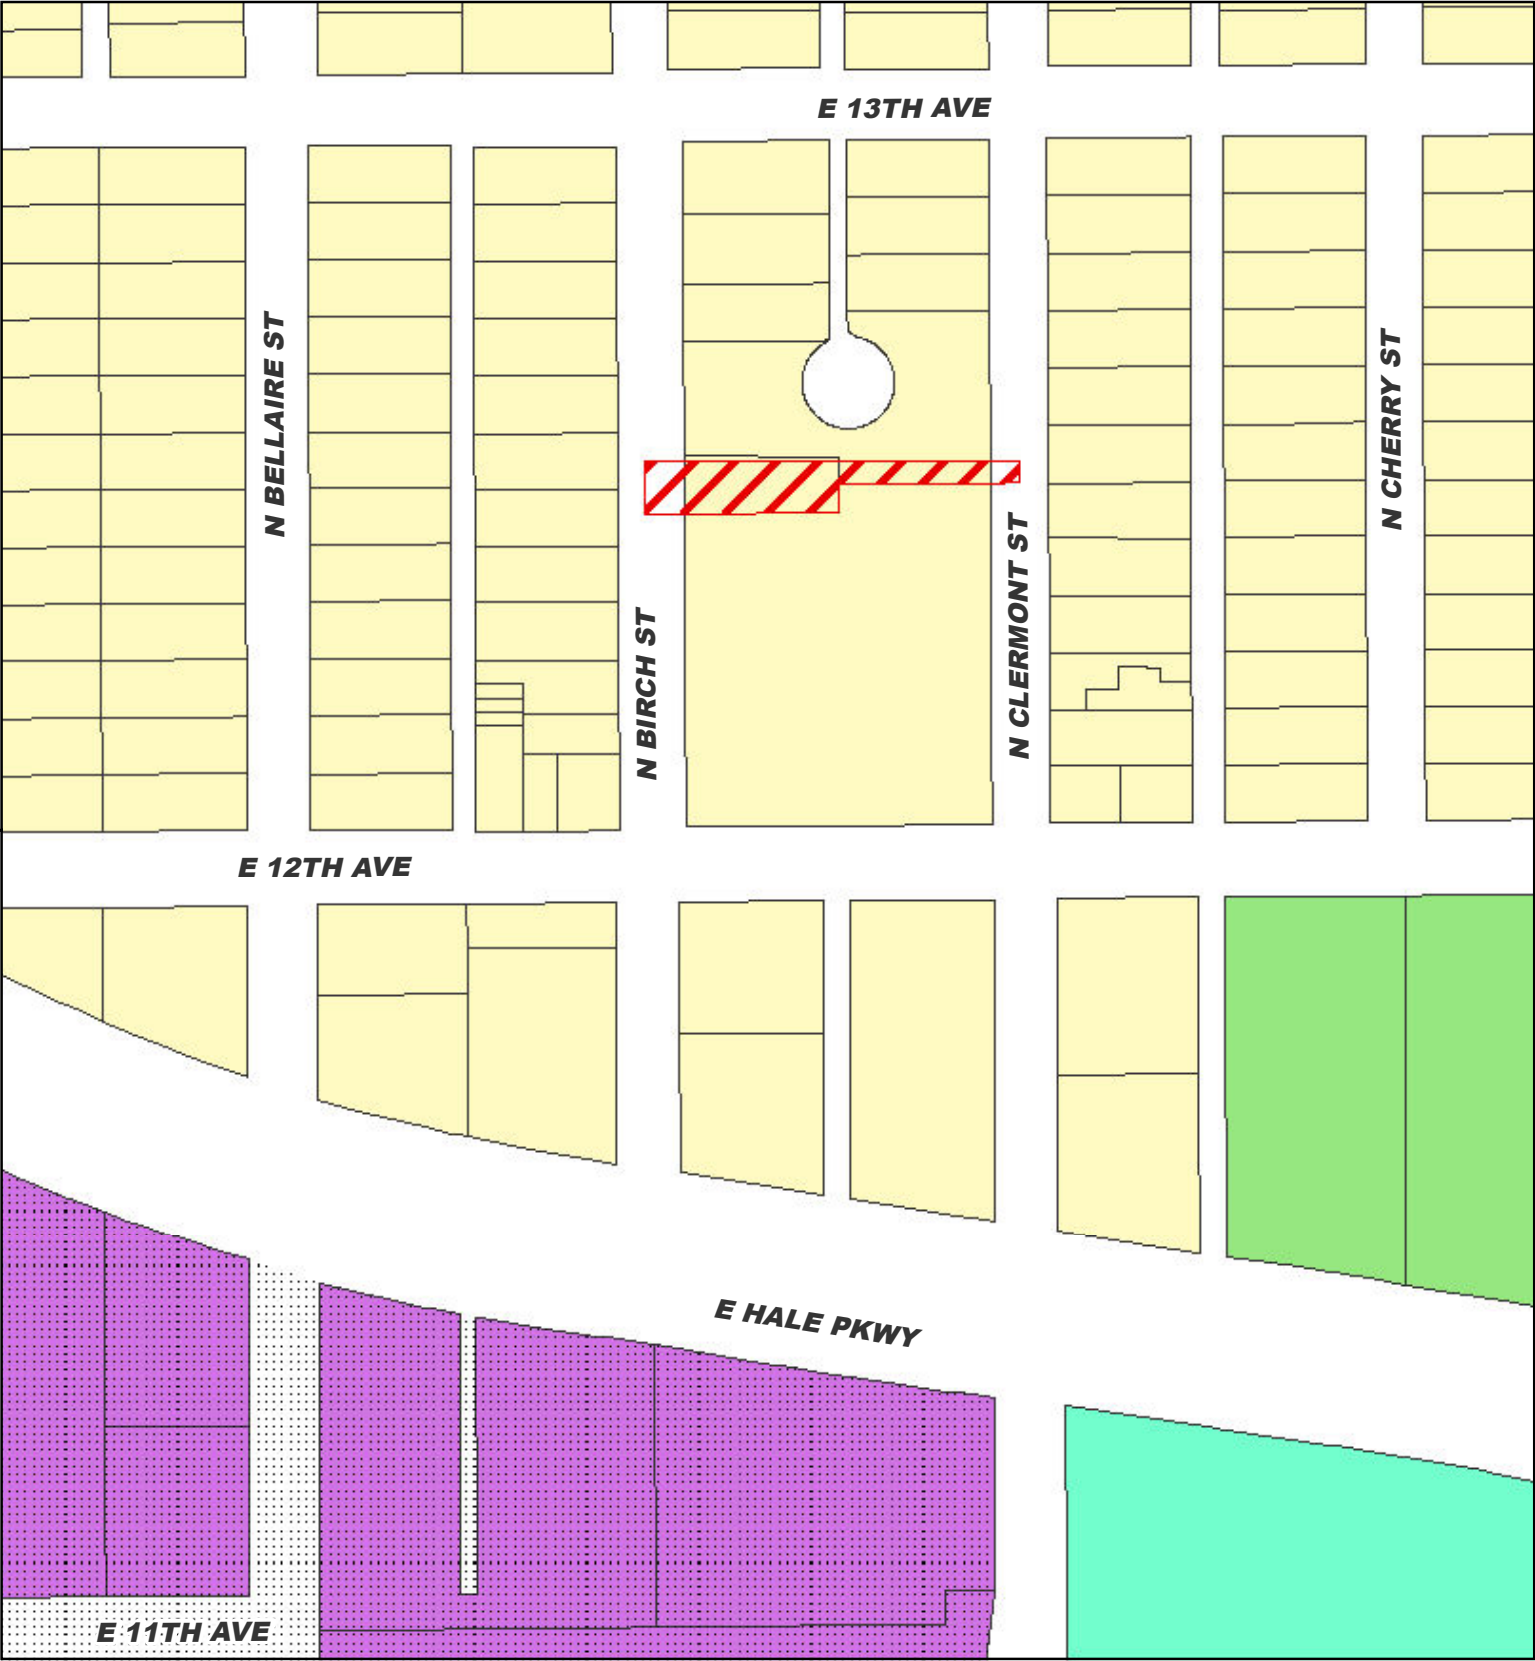 E 13TH AVE
N BELLAIRE ST
N CHERRY ST
N CLERMONT ST
N BIRCH ST
E 12TH AVE
E HALE PKWY
E 11TH AVE